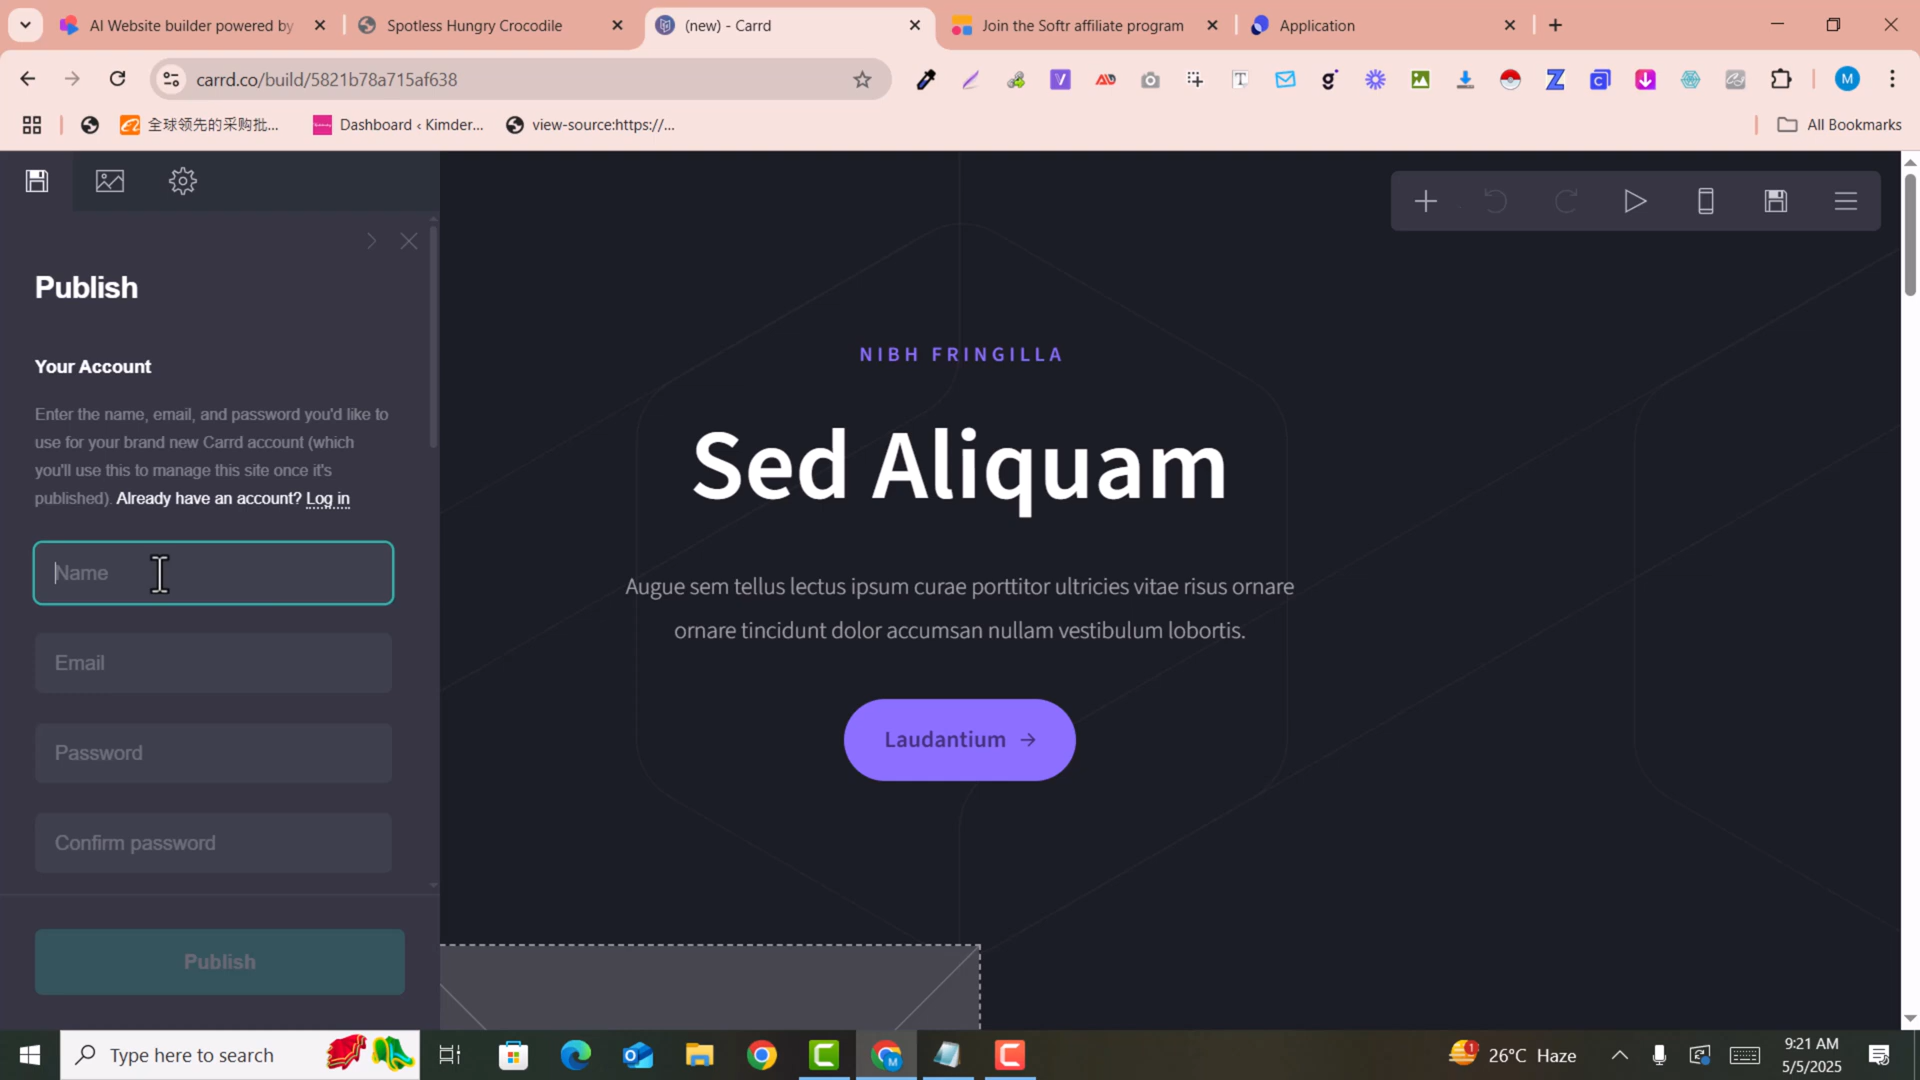 AI Website builder powered by
Spotless Hungry Crocodile
(new) - Carrd
Join the Softr affiliate program
Application
carrd.co/build/5821b78a715af638
全球领先的采购批...
Dashboard ‹ Kimder...
view-source:https://...
All Bookmarks
Publish
Your Account
Enter the name, email, and password you'd like to
use for your brand new Carrd account (which
you'll use this to manage this site once it's
published). Already have an account? Log in
Name
Email
Password
Confirm password
Publish
NIBH FRINGILLA
Sed Aliquam
Augue sem tellus lectus ipsum curae porttitor ultricies vitae risus ornare
ornare tincidunt dolor accumsan nullam vestibulum lobortis.
Laudantium →
Type here to search
26°C Haze
9:21 AM
5/5/2025